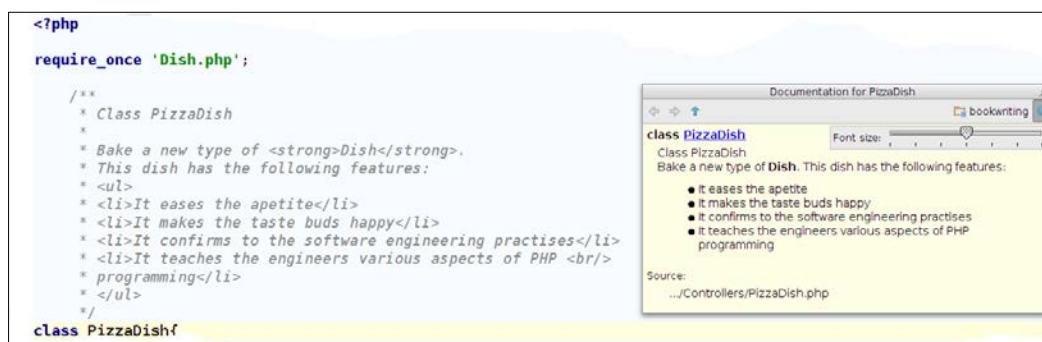 <?php
require_once 'Dish.php';
/**
* Class PizzaDish
*
* Bake a new type of <strong>Dish</strong>.
* This dish has the following features:
* <ul>
* <li>It eases the apetite</li>
* <li>It makes the taste buds happy</li>
* <li>It confirms to the software engineering practises</li>
* <li>It teaches the engineers various aspects of PHP <br/>
* programming</li>
* </ul>
*/
class PizzaDish{
Documentation for PizzaDish
bookwriting
class PizzaDish
Font size:
Class PizzaDish
Bake a new type of Dish. This dish has the following features:
It eases the apetite
It makes the taste buds happy
It confirms to the software engineering practises
It teaches the engineers various aspects of PHP
programming
Source:
.../Controllers/PizzaDish.php